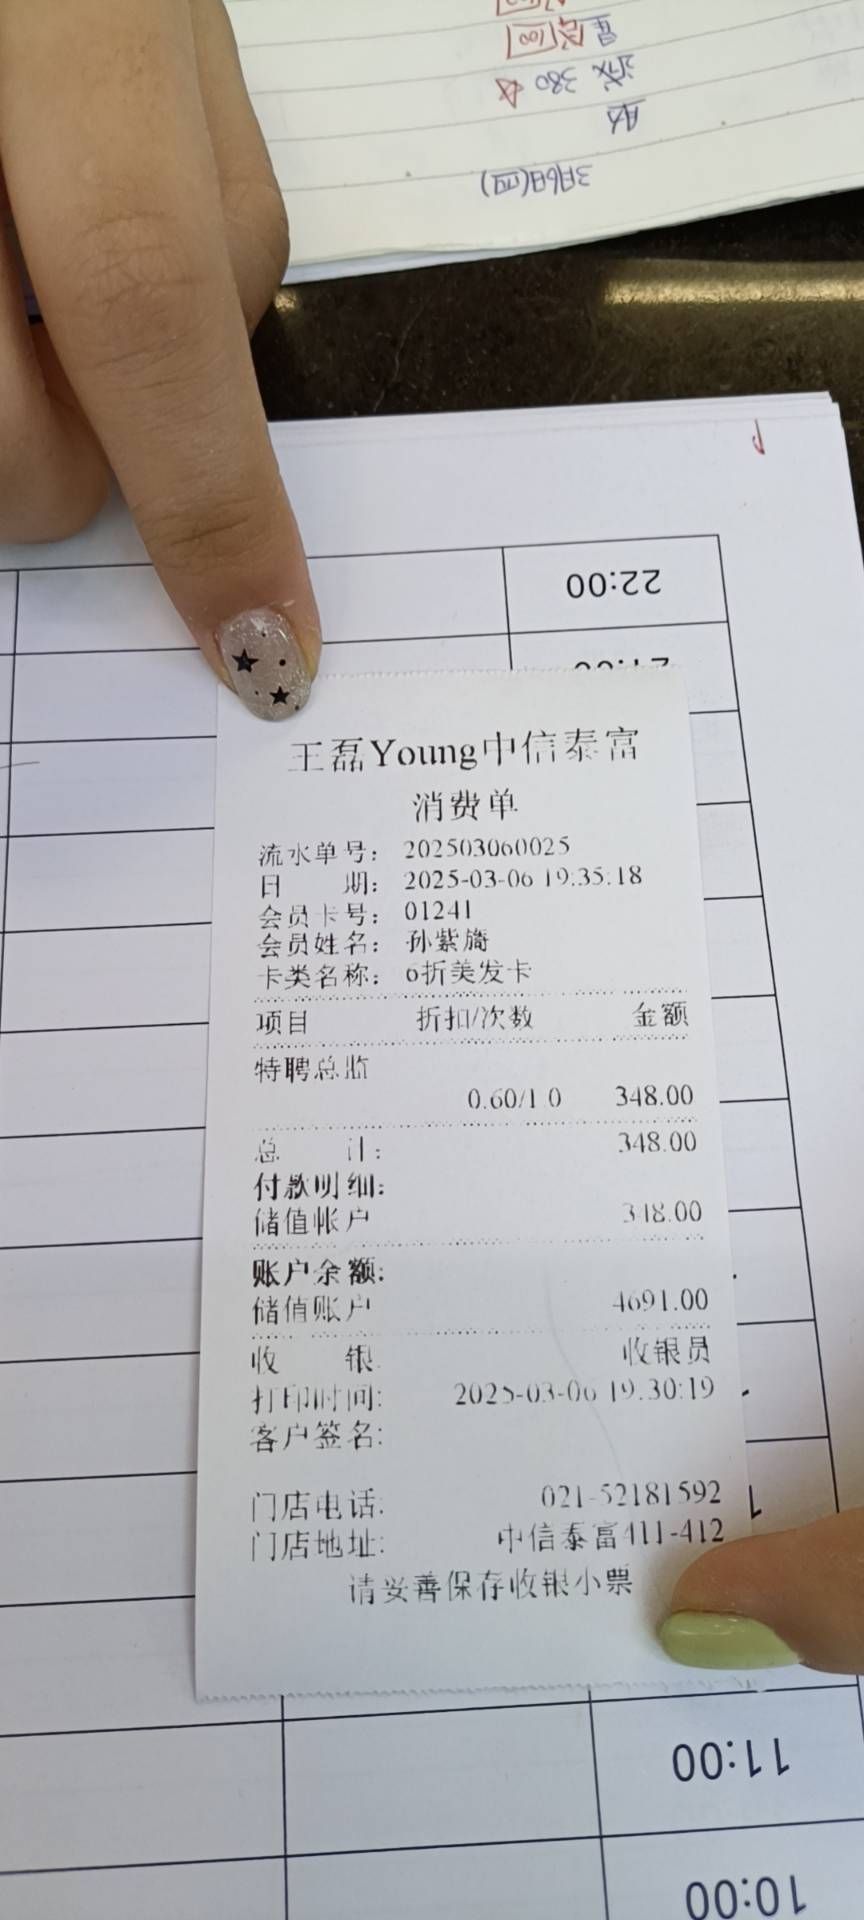 3月6日(四)
380
100
22:00
21:00
王磊Young中信泰富
消费单
流水单号: 202503060025
日 期: 2025-03-06 19:35:18
会员卡号: 01241
会员姓名: 孙紫旖
卡类名称: 6折美发卡
项目 折扣/次数 金额
特聘总监
0.60/1.0 348.00
总 计: 348.00
付款明细:
储值帐户 348.00
账户余额:
储值账户 4691.00
收 银: 收银员
打印时间: 2025-03-06 19:30:19
客户签名:
门店电话: 021-52181592
门店地址: 中信泰富411-412
请妥善保存收银小票
11:00
10:00